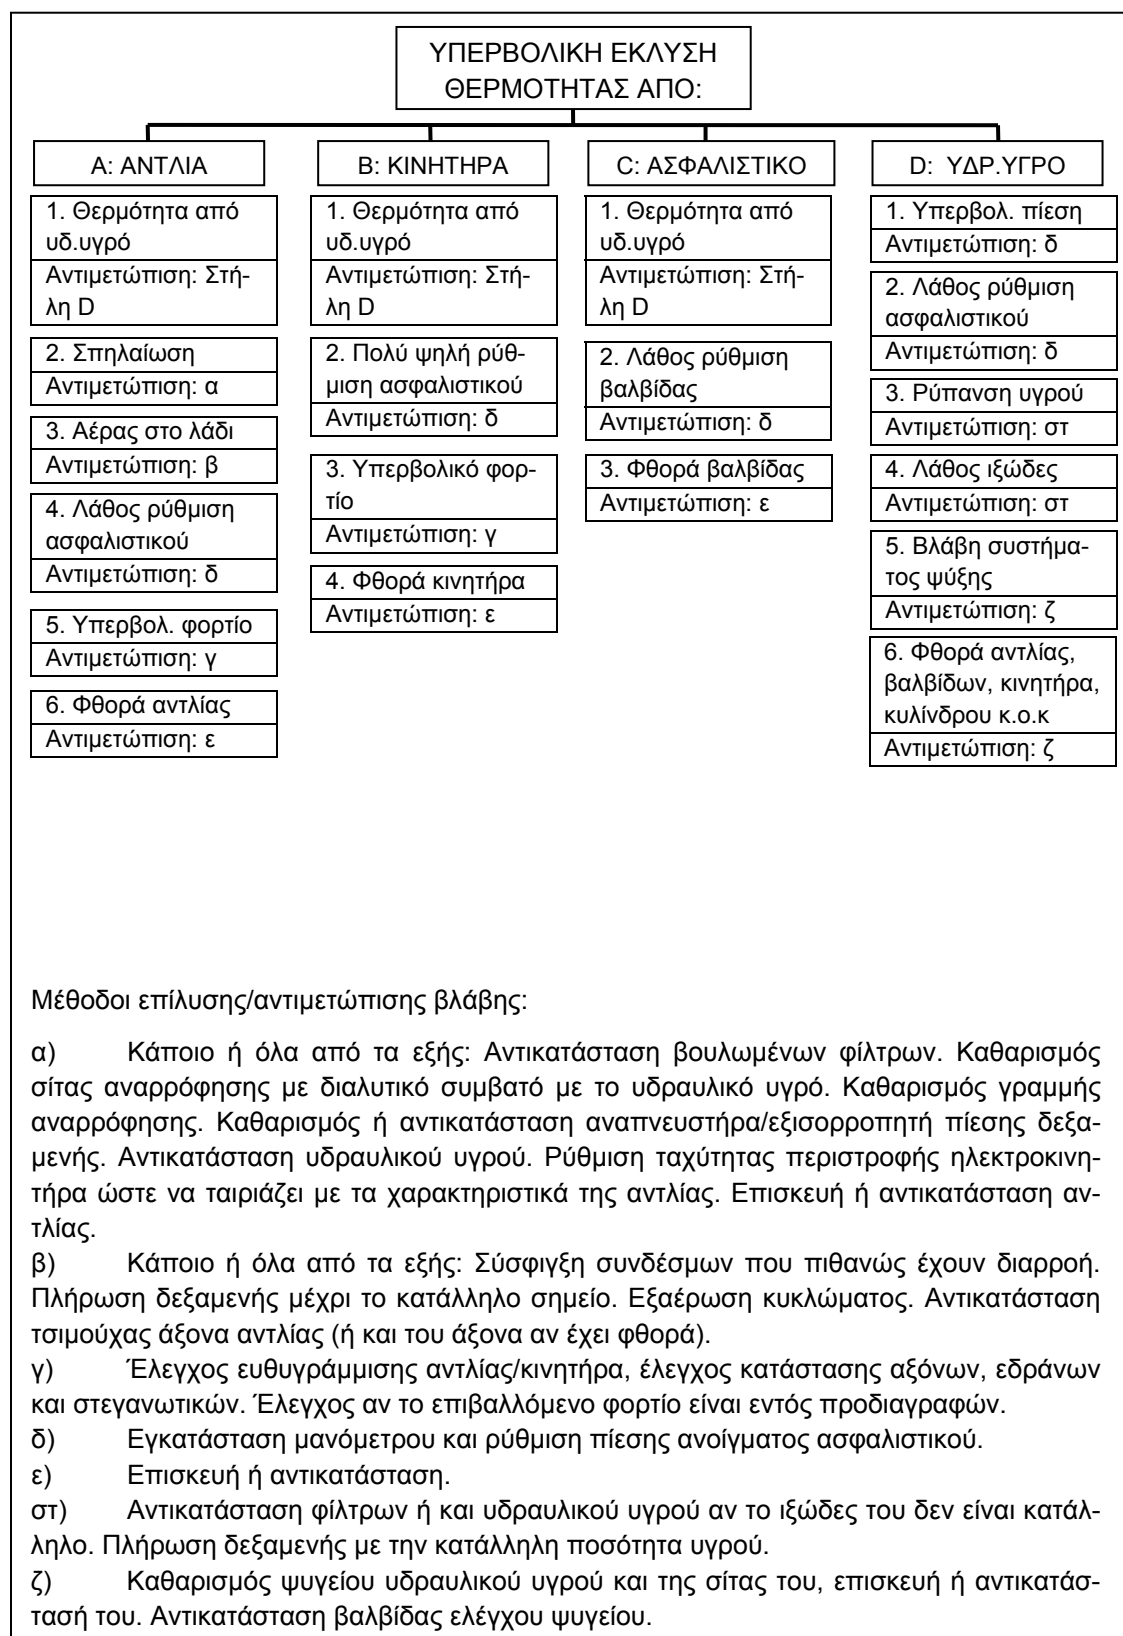 ΥΠΕΡΒΟΛΙΚΗ ΕΚΛΥΣΗ
ΘΕΡΜΟΤΗΤΑΣ ΑΠΟ:
Α: ΑΝΤΛΙΑ
1. Θερμότητα από
υδ.υγρό
Αντιμετώπιση: Στή-
λη D
2. Σπηλαίωση
Αντιμετώπιση: α
3. Αέρας στο λάδι
Αντιμετώπιση: β
4. Λάθος ρύθμιση
ασφαλιστικού
Αντιμετώπιση: δ
5. Υπερβολ. φορτίο
Αντιμετώπιση: γ
6. Φθορά αντλίας
Αντιμετώπιση: ε
Β: ΚΙΝΗΤΗΡΑ
1. Θερμότητα από
υδ.υγρό
Αντιμετώπιση: Στή-
λη D
2. Πολύ ψηλή ρύθ-
μιση ασφαλιστικού
Αντιμετώπιση: δ
3. Υπερβολικό φορ-
τίο
Αντιμετώπιση: γ
4. Φθορά κινητήρα
Αντιμετώπιση: ε
C: ΑΣΦΑΛΙΣΤΙΚΟ
1. Θερμότητα από
υδ.υγρό
Αντιμετώπιση: Στή-
λη D
2. Λάθος ρύθμιση
βαλβίδας
Αντιμετώπιση: δ
3. Φθορά βαλβίδας
Αντιμετώπιση: ε
D: ΥΔΡ.ΥΓΡΟ
1. Υπερβολ. πίεση
Αντιμετώπιση: δ
2. Λάθος ρύθμιση
ασφαλιστικού
Αντιμετώπιση: δ
3. Ρύπανση υγρού
Αντιμετώπιση: στ
4. Λάθος ιξώδες
Αντιμετώπιση: στ
5. Βλάβη συστήμα-
τος ψύξης
Αντιμετώπιση: ζ
6. Φθορά αντλίας,
βαλβίδων, κινητήρα,
κυλίνδρου κ.ο.κ
Αντιμετώπιση: ζ
Μέθοδοι επίλυσης/αντιμετώπισης βλάβης:
α) Κάποιο ή όλα από τα εξής: Αντικατάσταση βουλωμένων φίλτρων. Καθαρισμός
σίτας αναρρόφησης με διαλυτικό συμβατό με το υδραυλικό υγρό. Καθαρισμός γραμμής
αναρρόφησης. Καθαρισμός ή αντικατάσταση αναπνευστήρα/εξισορροπητή πίεσης δεξα-
μενής. Αντικατάσταση υδραυλικού υγρού. Ρύθμιση ταχύτητας περιστροφής ηλεκτροκινη-
τήρα ώστε να ταιριάζει με τα χαρακτηριστικά της αντλίας. Επισκευή ή αντικατάσταση αν-
τλίας.
β) Κάποιο ή όλα από τα εξής: Σύσφιγξη συνδέσμων που πιθανώς έχουν διαρροή.
Πλήρωση δεξαμενής μέχρι το κατάλληλο σημείο. Εξαέρωση κυκλώματος. Αντικατάσταση
τσιμούχας άξονα αντλίας (ή και του άξονα αν έχει φθορά).
γ) Έλεγχος ευθυγράμμισης αντλίας/κινητήρα, έλεγχος κατάστασης αξόνων, εδράνων
και στεγανωτικών. Έλεγχος αν το επιβαλλόμενο φορτίο είναι εντός προδιαγραφών.
δ) Εγκατάσταση μανόμετρου και ρύθμιση πίεσης ανοίγματος ασφαλιστικού.
ε) Επισκευή ή αντικατάσταση.
στ) Αντικατάσταση φίλτρων ή και υδραυλικού υγρού αν το ιξώδες του δεν είναι κατάλ-
ληλο. Πλήρωση δεξαμενής με την κατάλληλη ποσότητα υγρού.
ζ) Καθαρισμός ψυγείου υδραυλικού υγρού και της σίτας του, επισκευή ή αντικατάσ-
τασή του. Αντικατάσταση βαλβίδας ελέγχου ψυγείου.